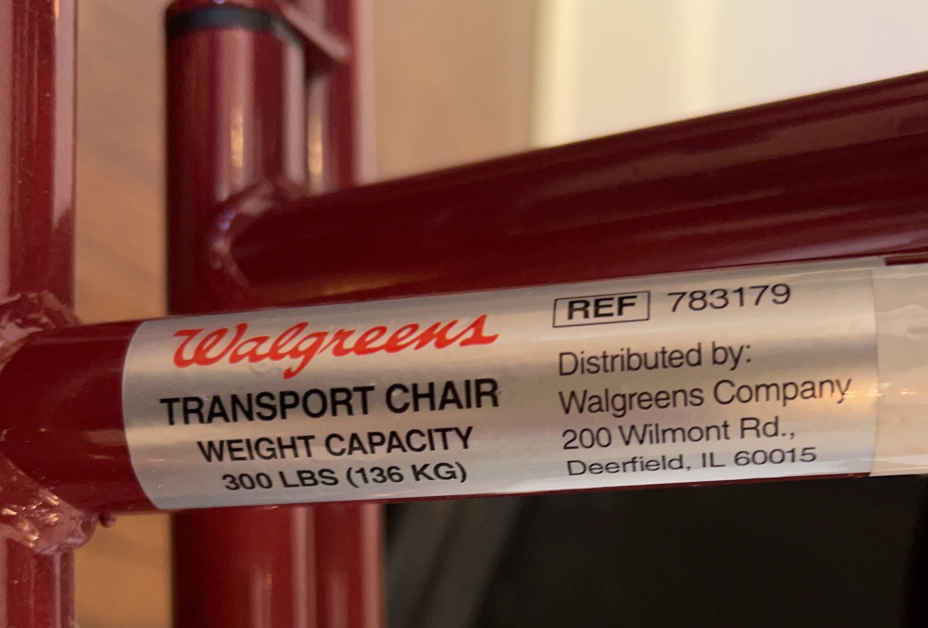 Walgreens
TRANSPORT CHAIR
WEIGHT CAPACITY
300 LBS (136 KG)
REF 783179
Distributed by:
Walgreens Company
200 Wilmont Rd.,
Deerfield, IL 60015